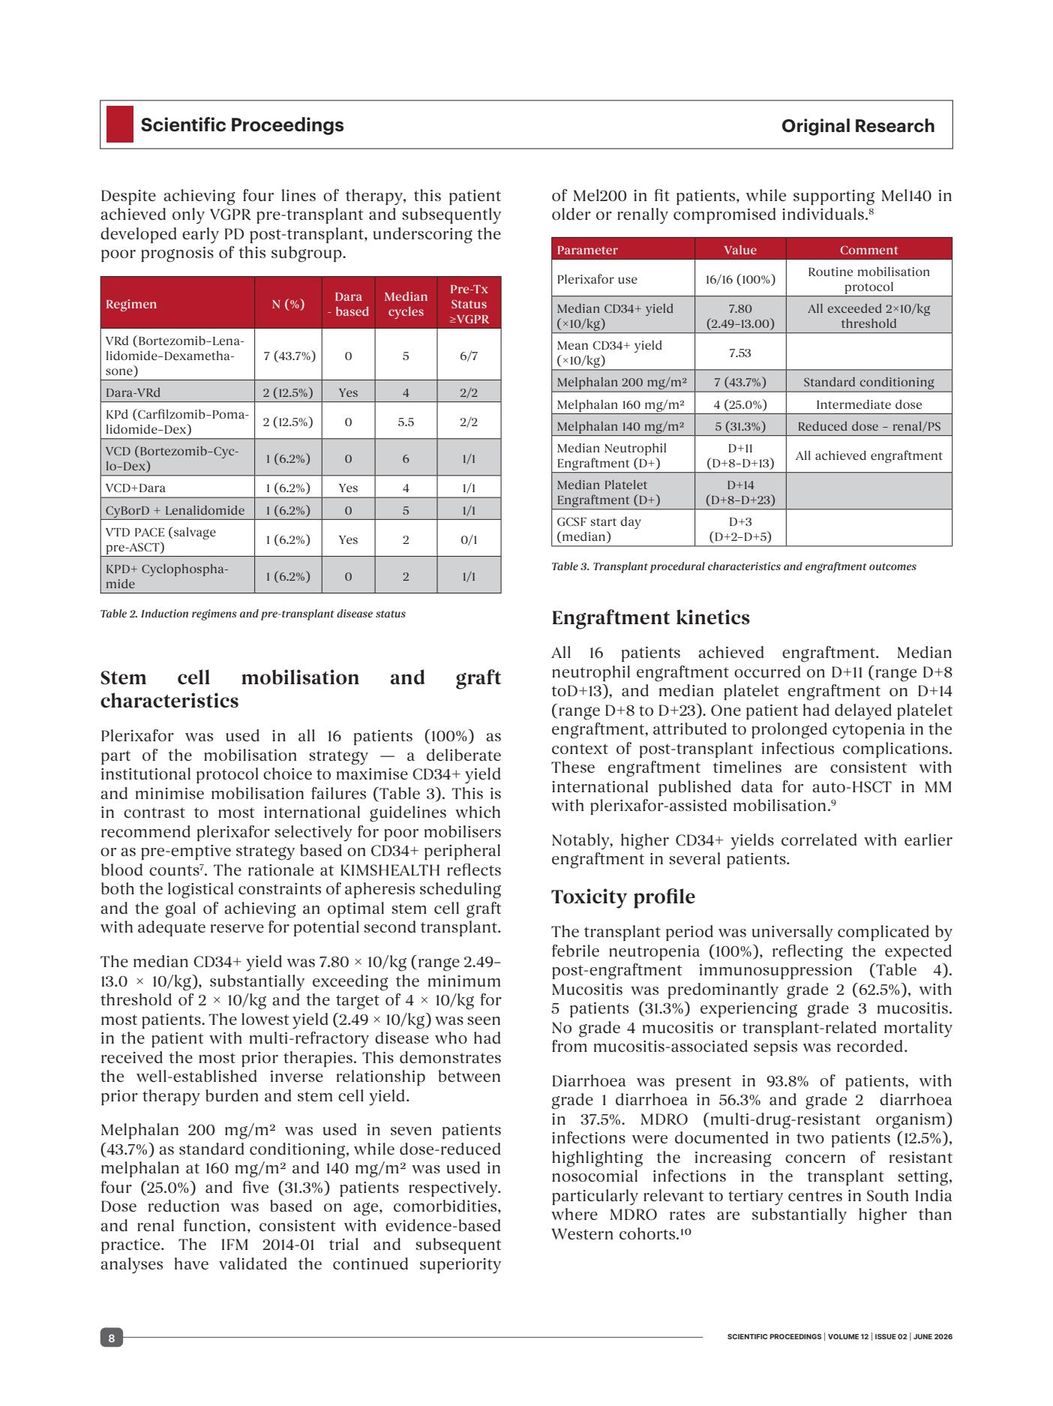 Scientific Proceedings
Original Research
Despite achieving four lines of therapy, this patient
achieved only VGPR pre-transplant and subsequently
developed early PD post-transplant, underscoring the
poor prognosis of this subgroup.
Regimen | N (%) | Dara - based | Median cycles | Pre-Tx Status ≥VGPR
VRd (Bortezomib–Lena-lidomide–Dexametha-sone) | 7 (43.7%) | 0 | 5 | 6/7
Dara-VRd | 2 (12.5%) | Yes | 4 | 2/2
KPd (Carfilzomib–Poma-lidomide–Dex) | 2 (12.5%) | 0 | 5.5 | 2/2
VCD (Bortezomib–Cyc-lo–Dex) | 1 (6.2%) | 0 | 6 | 1/1
VCD+Dara | 1 (6.2%) | Yes | 4 | 1/1
CyBorD + Lenalidomide | 1 (6.2%) | 0 | 5 | 1/1
VTD PACE (salvage pre-ASCT) | 1 (6.2%) | Yes | 2 | 0/1
KPD+ Cyclophospha-mide | 1 (6.2%) | 0 | 2 | 1/1
Table 2. Induction regimens and pre-transplant disease status
Stem cell mobilisation and graft
characteristics
Plerixafor was used in all 16 patients (100%) as
part of the mobilisation strategy — a deliberate
institutional protocol choice to maximise CD34+ yield
and minimise mobilisation failures (Table 3). This is
in contrast to most international guidelines which
recommend plerixafor selectively for poor mobilisers
or as pre-emptive strategy based on CD34+ peripheral
blood counts⁷. The rationale at KIMSHEALTH reflects
both the logistical constraints of apheresis scheduling
and the goal of achieving an optimal stem cell graft
with adequate reserve for potential second transplant.
The median CD34+ yield was 7.80 × 10/kg (range 2.49–
13.0 × 10/kg), substantially exceeding the minimum
threshold of 2 × 10/kg and the target of 4 × 10/kg for
most patients. The lowest yield (2.49 × 10/kg) was seen
in the patient with multi-refractory disease who had
received the most prior therapies. This demonstrates
the well-established inverse relationship between
prior therapy burden and stem cell yield.
Melphalan 200 mg/m² was used in seven patients
(43.7%) as standard conditioning, while dose-reduced
melphalan at 160 mg/m² and 140 mg/m² was used in
four (25.0%) and five (31.3%) patients respectively.
Dose reduction was based on age, comorbidities,
and renal function, consistent with evidence-based
practice. The IFM 2014-01 trial and subsequent
analyses have validated the continued superiority
of Mel200 in fit patients, while supporting Mel140 in
older or renally compromised individuals.⁸
Parameter | Value | Comment
Plerixafor use | 16/16 (100%) | Routine mobilisation protocol
Median CD34+ yield (×10/kg) | 7.80 (2.49–13.00) | All exceeded 2×10/kg threshold
Mean CD34+ yield (×10/kg) | 7.53
Melphalan 200 mg/m² | 7 (43.7%) | Standard conditioning
Melphalan 160 mg/m² | 4 (25.0%) | Intermediate dose
Melphalan 140 mg/m² | 5 (31.3%) | Reduced dose – renal/PS
Median Neutrophil Engraftment (D+) | D+11 (D+8–D+13) | All achieved engraftment
Median Platelet Engraftment (D+) | D+14 (D+8–D+23)
GCSF start day (median) | D+3 (D+2–D+5)
Table 3. Transplant procedural characteristics and engraftment outcomes
Engraftment kinetics
All 16 patients achieved engraftment. Median
neutrophil engraftment occurred on D+11 (range D+8
toD+13), and median platelet engraftment on D+14
(range D+8 to D+23). One patient had delayed platelet
engraftment, attributed to prolonged cytopenia in the
context of post-transplant infectious complications.
These engraftment timelines are consistent with
international published data for auto-HSCT in MM
with plerixafor-assisted mobilisation.⁹
Notably, higher CD34+ yields correlated with earlier
engraftment in several patients.
Toxicity profile
The transplant period was universally complicated by
febrile neutropenia (100%), reflecting the expected
post-engraftment immunosuppression (Table 4).
Mucositis was predominantly grade 2 (62.5%), with
5 patients (31.3%) experiencing grade 3 mucositis.
No grade 4 mucositis or transplant-related mortality
from mucositis-associated sepsis was recorded.
Diarrhoea was present in 93.8% of patients, with
grade 1 diarrhoea in 56.3% and grade 2 diarrhoea
in 37.5%. MDRO (multi-drug-resistant organism)
infections were documented in two patients (12.5%),
highlighting the increasing concern of resistant
nosocomial infections in the transplant setting,
particularly relevant to tertiary centres in South India
where MDRO rates are substantially higher than
Western cohorts.¹⁰
8
SCIENTIFIC PROCEEDINGS | VOLUME 12 | ISSUE 02 | JUNE 2026